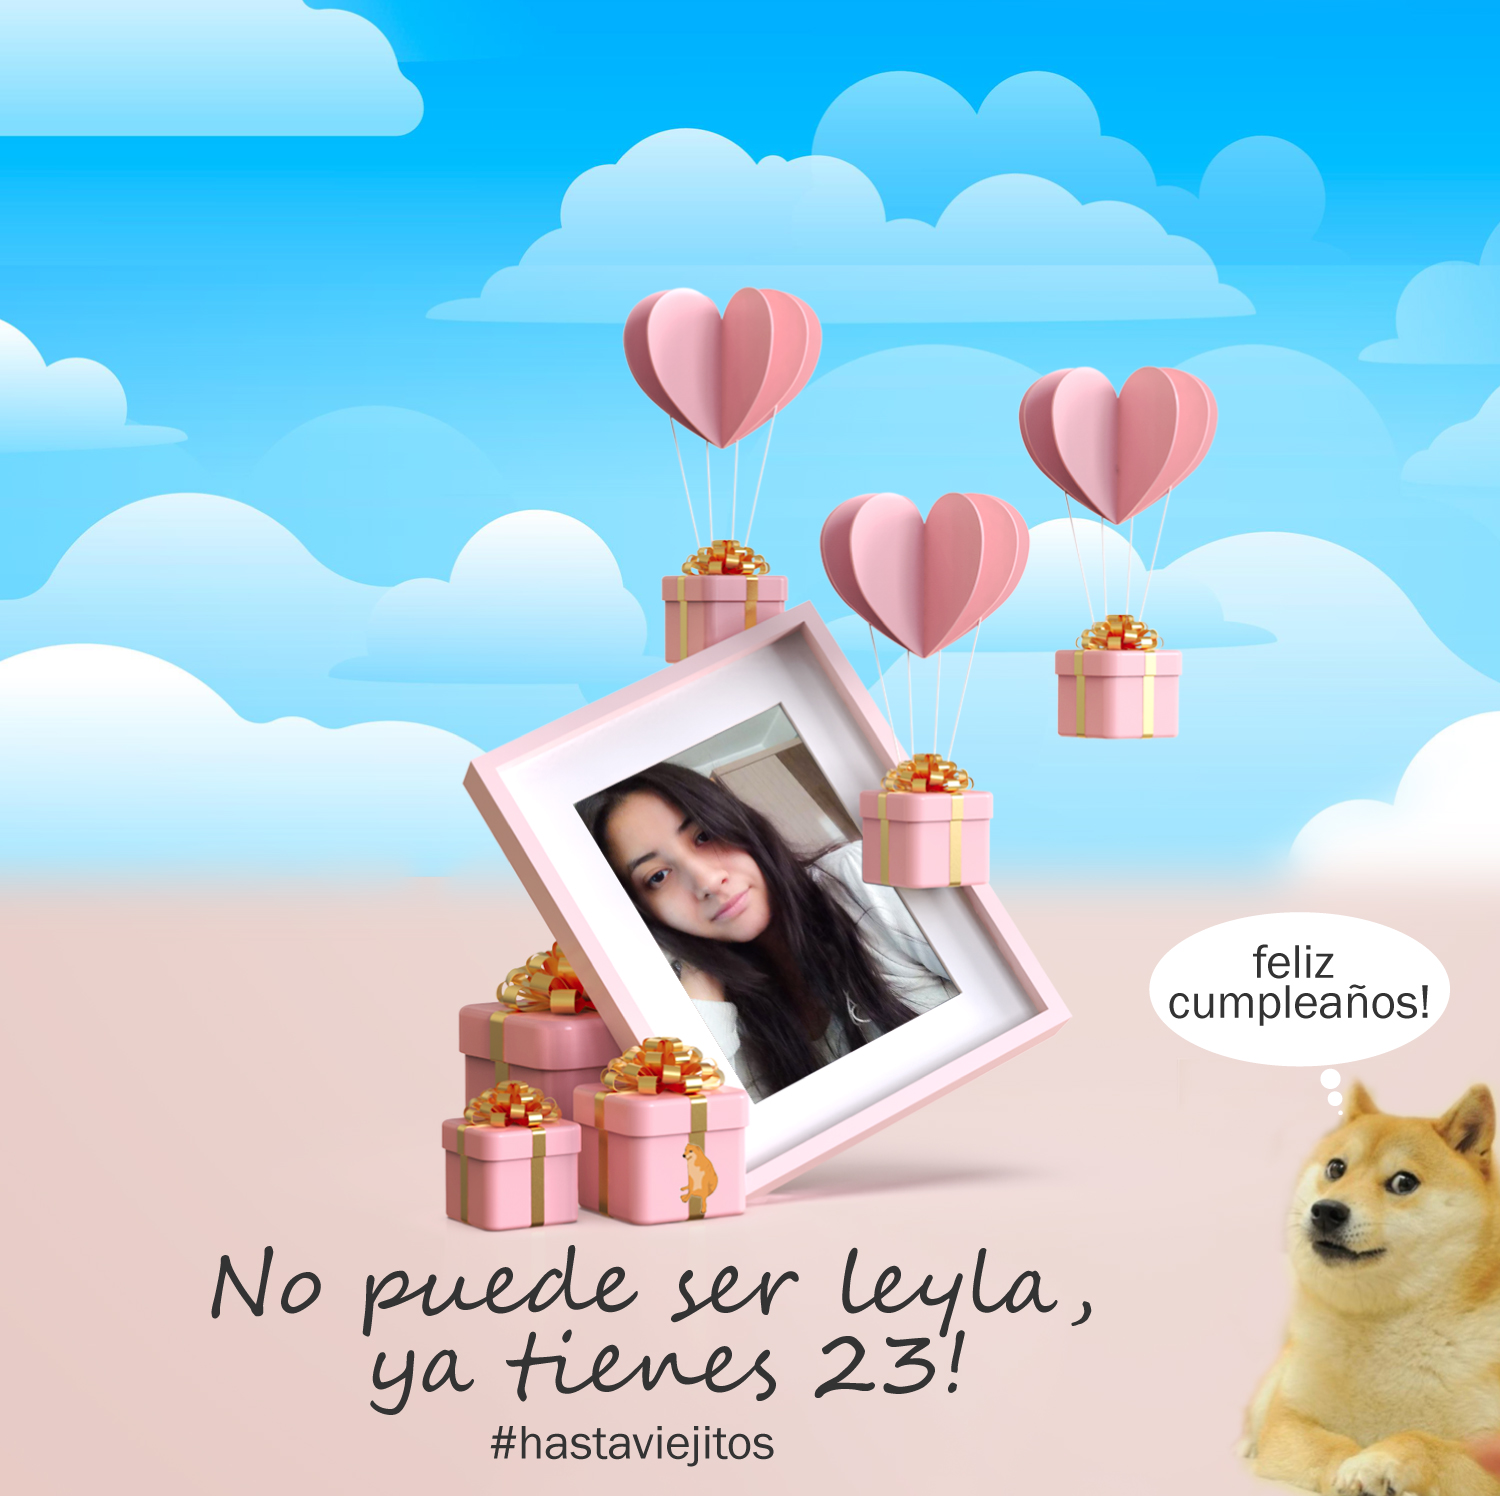 feliz
cumpleaños!
No puede ser leyla,
ya tienes 23!
#hastaviejitos